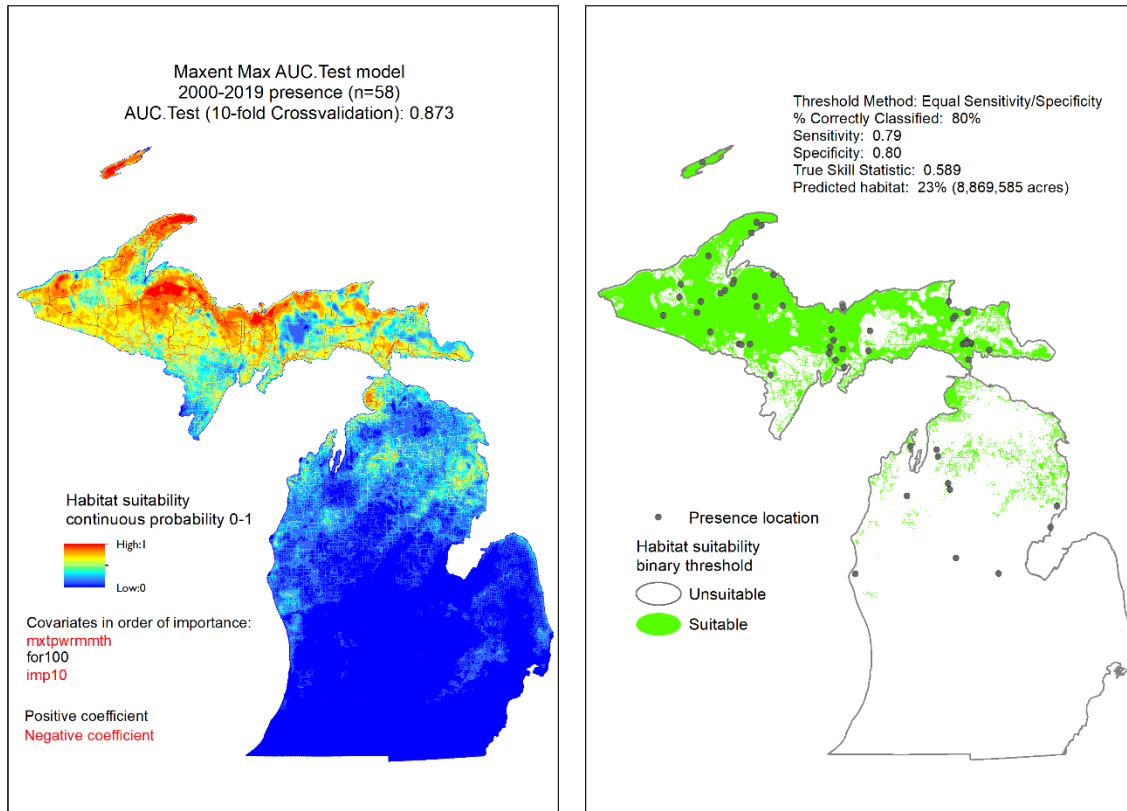 Maxent Max AUC.Test model
2000-2019 presence (n=58)
AUC.Test (10-fold Crossvalidation): 0.873
Habitat suitability
continuous probability 0-1
High:1
Low:0
Covariates in order of importance:
mxtpwrmmth
for100
imp10
Positive coefficient
Negative coefficient
Threshold Method: Equal Sensitivity/Specificity
% Correctly Classified: 80%
Sensitivity: 0.79
Specificity: 0.80
True Skill Statistic: 0.589
Predicted habitat: 23% (8,869,585 acres)
Presence location
Habitat suitability
binary threshold
Unsuitable
Suitable